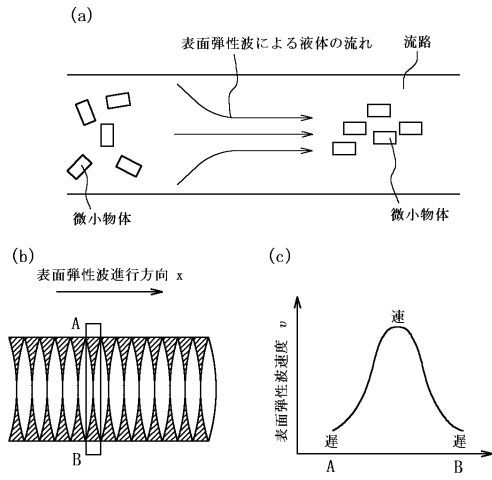 (a)
表面弾性波による液体の流れ
流路
微小物体
微小物体
(b)
表面弾性波進行方向 x
A
B
(c)
表面弾性波速度 v
速
遅
遅
A
B